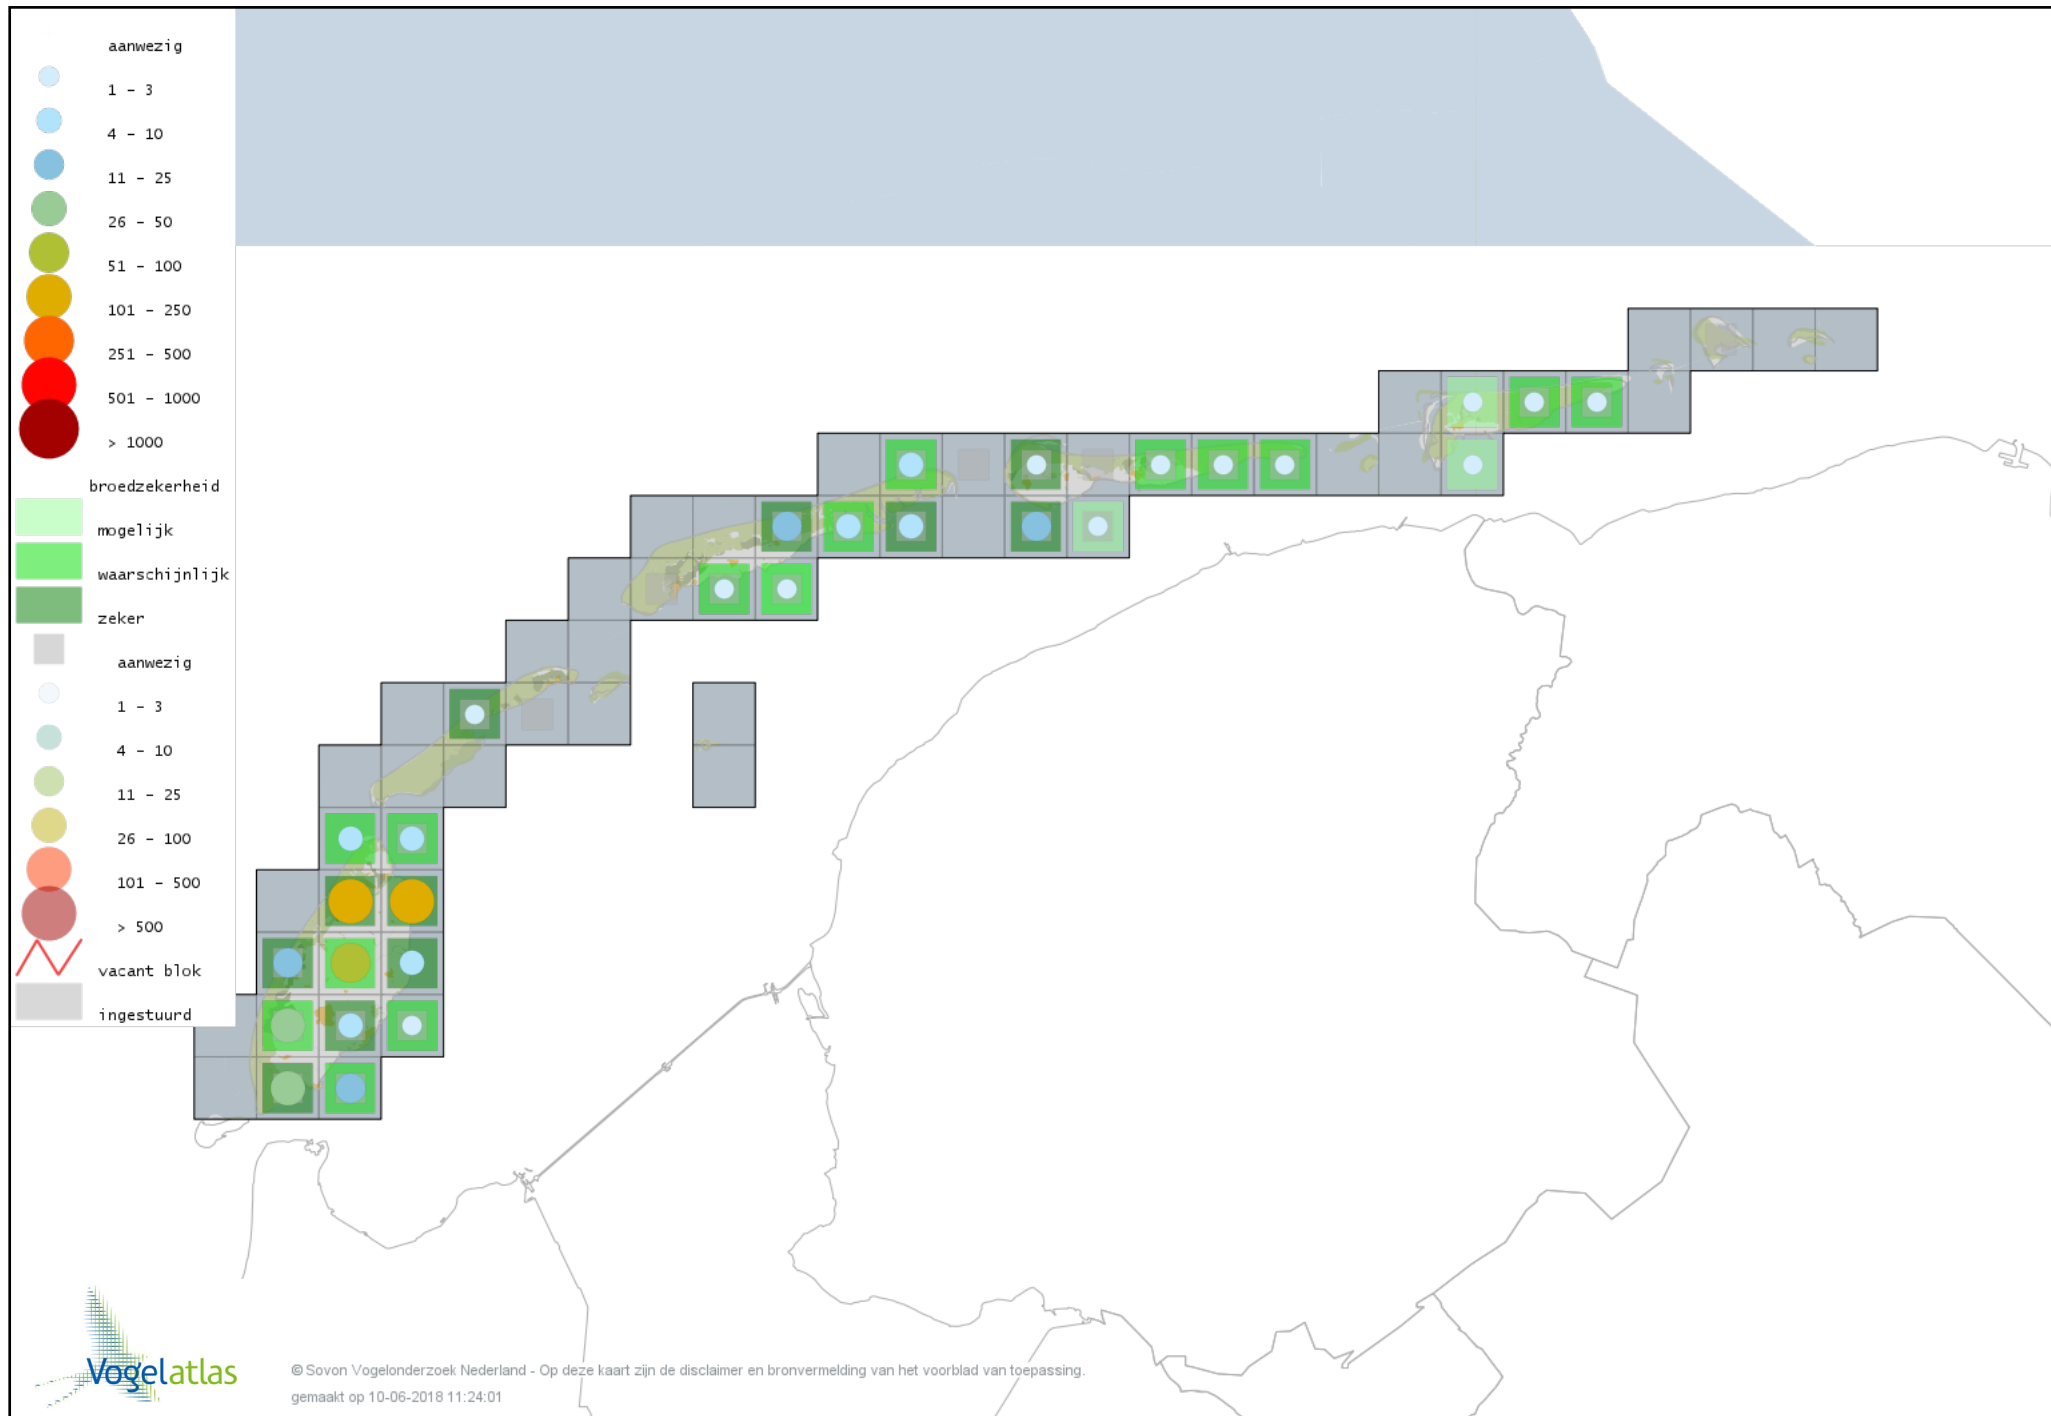 aanwezig
1 - 3
4 - 10
11 - 25
26 - 50
51 - 100
101 - 250
251 - 500
501 - 1000
> 1000
broedzekerheid
mogelijk
waarschijnlijk
zeker
aanwezig
1 - 3
4 - 10
11 - 25
26 - 100
101 - 500
> 500
vacant blok
ingestuurd
Vogelatlas
© Sovon Vogelonderzoek Nederland - Op deze kaart zijn de disclaimer en bronvermelding van het voorblad van toepassing.
gemaakt op 10-06-2018 11:24:01